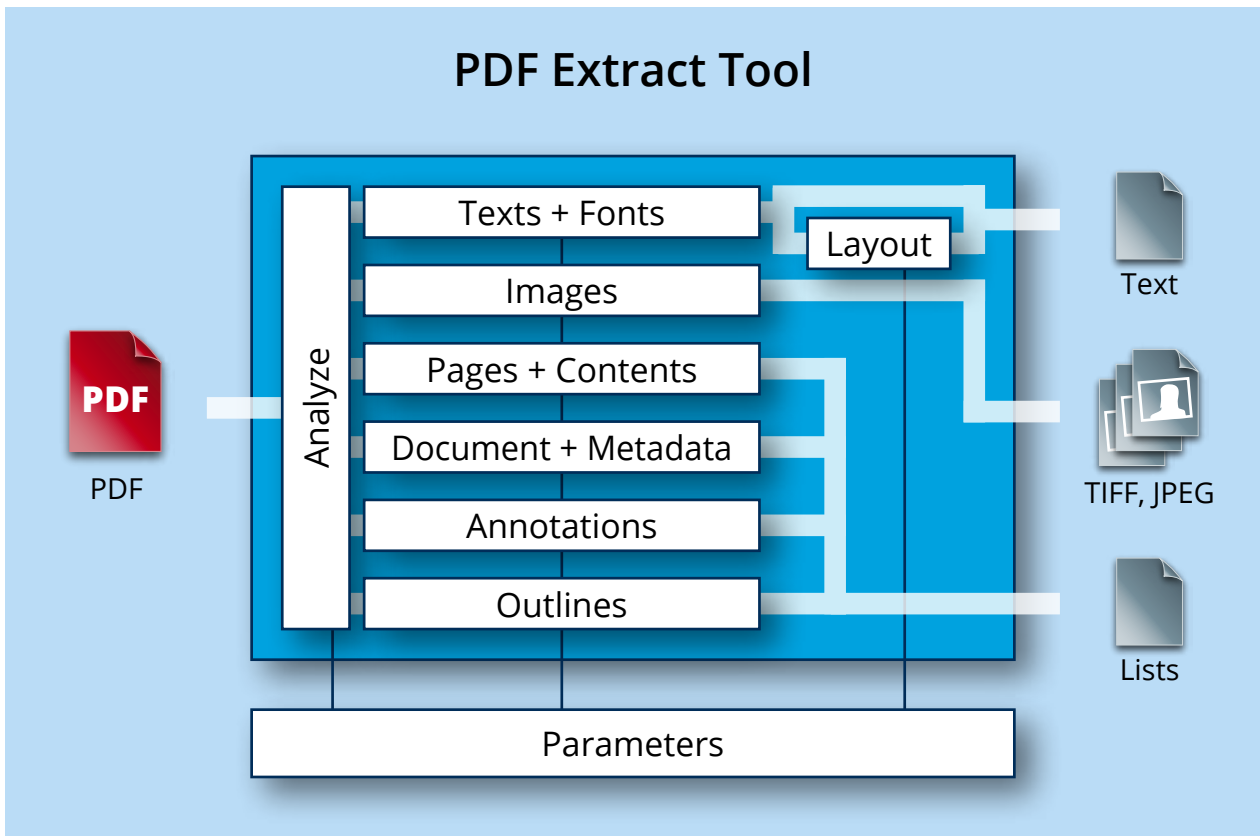 PDF Extract Tool
Analyze
Texts + Fonts
Layout
Images
Pages + Contents
Document + Metadata
Annotations
Outlines
Parameters
PDF
PDF
Text
TIFF, JPEG
Lists